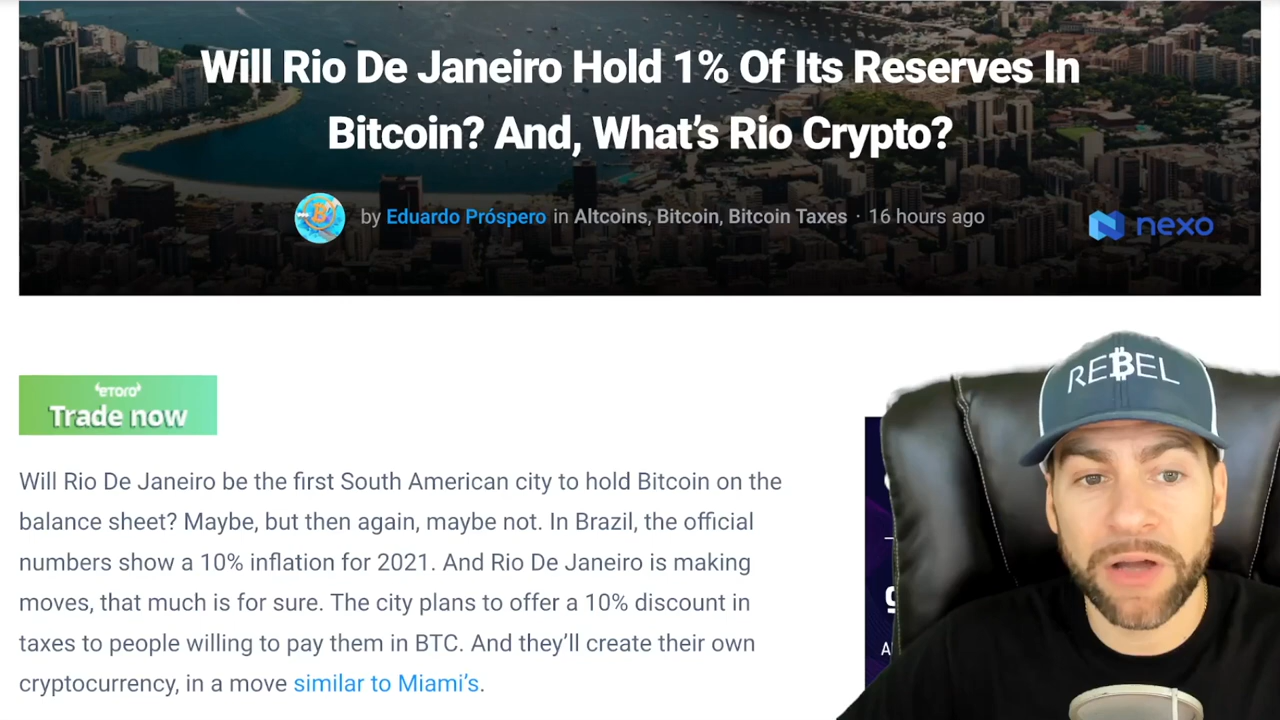 Will Rio De Janeiro Hold 1% Of Its Reserves In
Bitcoin? And, What's Rio Crypto?
by Eduardo Próspero in Altcoins, Bitcoin, Bitcoin Taxes · 16 hours ago
nexo
eToro
Trade now
Will Rio De Janeiro be the first South American city to hold Bitcoin on the
balance sheet? Maybe, but then again, maybe not. In Brazil, the official
numbers show a 10% inflation for 2021. And Rio De Janeiro is making
moves, that much is for sure. The city plans to offer a 10% discount in
taxes to people willing to pay them in BTC. And they’ll create their own
cryptocurrency, in a move similar to Miami’s.
RE₿EL